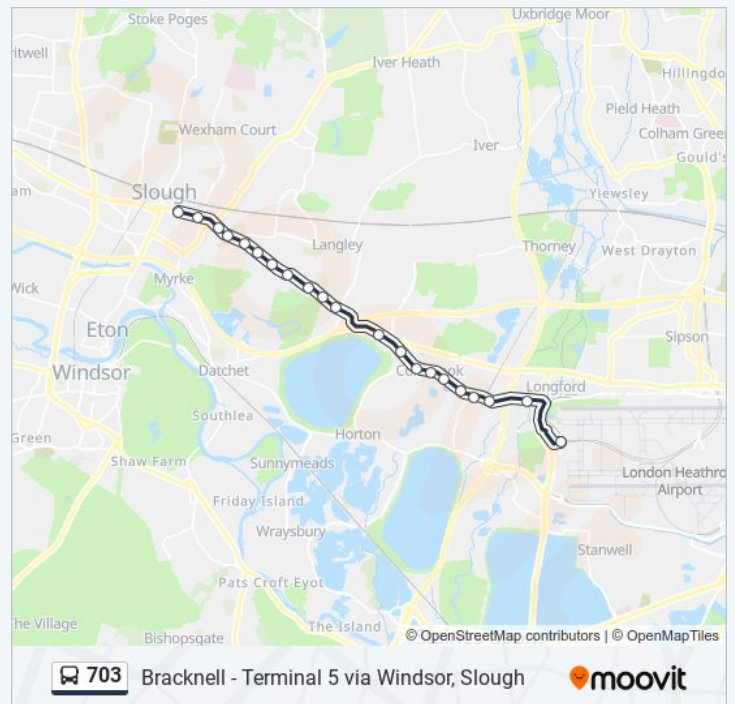 Uxbridge Moor
Stoke Poges
Iver Heath
ritwell
Hillingdo
Pield Heath
Wexham Court
Colham Gree
Iver
Gould's
am
Slough
Yiewsley
Langley
Thorney
West Drayton
Wick
Myrke
Eton
Sipson
Windsor
Datchet
Longford
Southlea
Green
Horton
Shaw Farm
Sunnymeads
London Heathro
Airport
Friday Island
Wraysbury
Stanwell
Pats Croft Eyot
he Village
The Island
Bishopsgate
© OpenStreetMap contributors | © OpenMapTiles
703 Bracknell - Terminal 5 via Windsor, Slough moovit